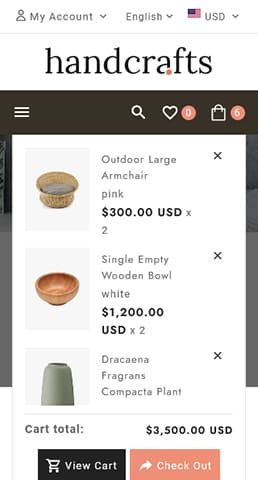 My Account English USD
handcrafts
0 6
Outdoor Large
Armchair
pink
$300.00 USD x
2
Single Empty
Wooden Bowl
white
$1,200.00
USD x 2
Dracaena
Fragrans
Compacta Plant
Cart total: $3,500.00 USD
View Cart Check Out